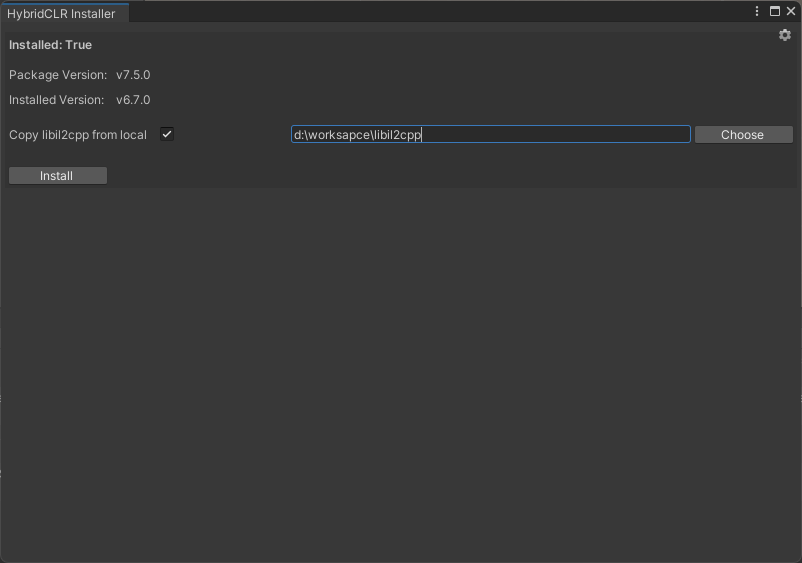 HybridCLR Installer
Installed: True
Package Version: v7.5.0
Installed Version: v6.7.0
Copy libil2cpp from local d:\worksapce\libil2cpp Choose
Install